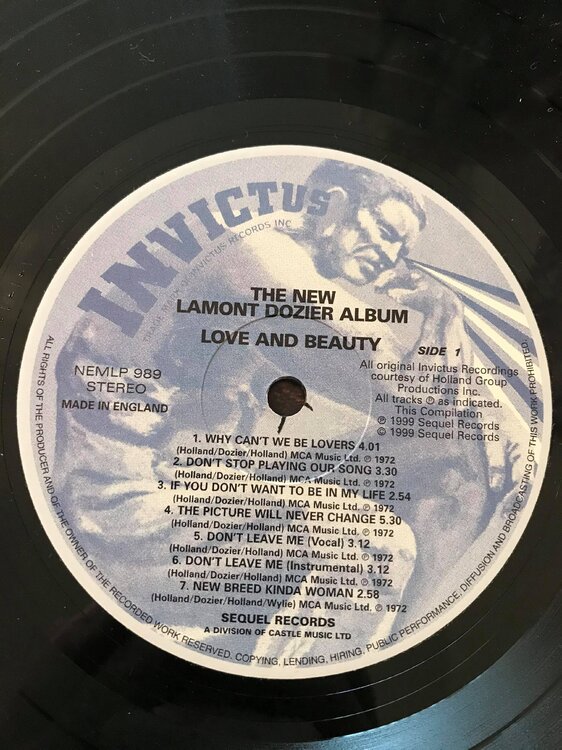 INVICTUS
TRADE MARK OF INVICTUS RECORDS INC.
THE NEW
LAMONT DOZIER ALBUM
LOVE AND BEAUTY
SIDE 1
NEMLP 989
STEREO
MADE IN ENGLAND
All original Invictus Recordings
courtesy of Holland Group
Productions Inc.
All tracks ℗ as indicated.
This Compilation
℗ 1999 Sequel Records
© 1999 Sequel Records
1. WHY CAN'T WE BE LOVERS 4.01
(Holland/Dozier/Holland) MCA Music Ltd. ℗ 1972
2. DON'T STOP PLAYING OUR SONG 3.30
(Holland/Dozier/Holland) MCA Music Ltd. ℗ 1972
3. IF YOU DON'T WANT TO BE IN MY LIFE 2.54
(Holland/Dozier/Holland) MCA Music Ltd. ℗ 1972
4. THE PICTURE WILL NEVER CHANGE 5.30
(Holland/Dozier/Holland) MCA Music Ltd. ℗ 1972
5. DON'T LEAVE ME (Vocal) 3.12
(Holland/Dozier/Holland) MCA Music Ltd. ℗ 1972
6. DON'T LEAVE ME (Instrumental) 3.12
(Holland/Dozier/Holland) MCA Music Ltd. ℗ 1972
7. NEW BREED KINDA WOMAN 2.58
(Holland/Dozier/Holland/Wylie) MCA Music Ltd. ℗ 1972
SEQUEL RECORDS
A DIVISION OF CASTLE MUSIC LTD
ALL RIGHTS OF THE PRODUCER AND OF THE OWNER OF THE RECORDED WORK RESERVED. COPYING, LENDING, HIRING, PUBLIC PERFORMANCE, DIFFUSION AND BROADCASTING OF THIS WORK PROHIBITED.